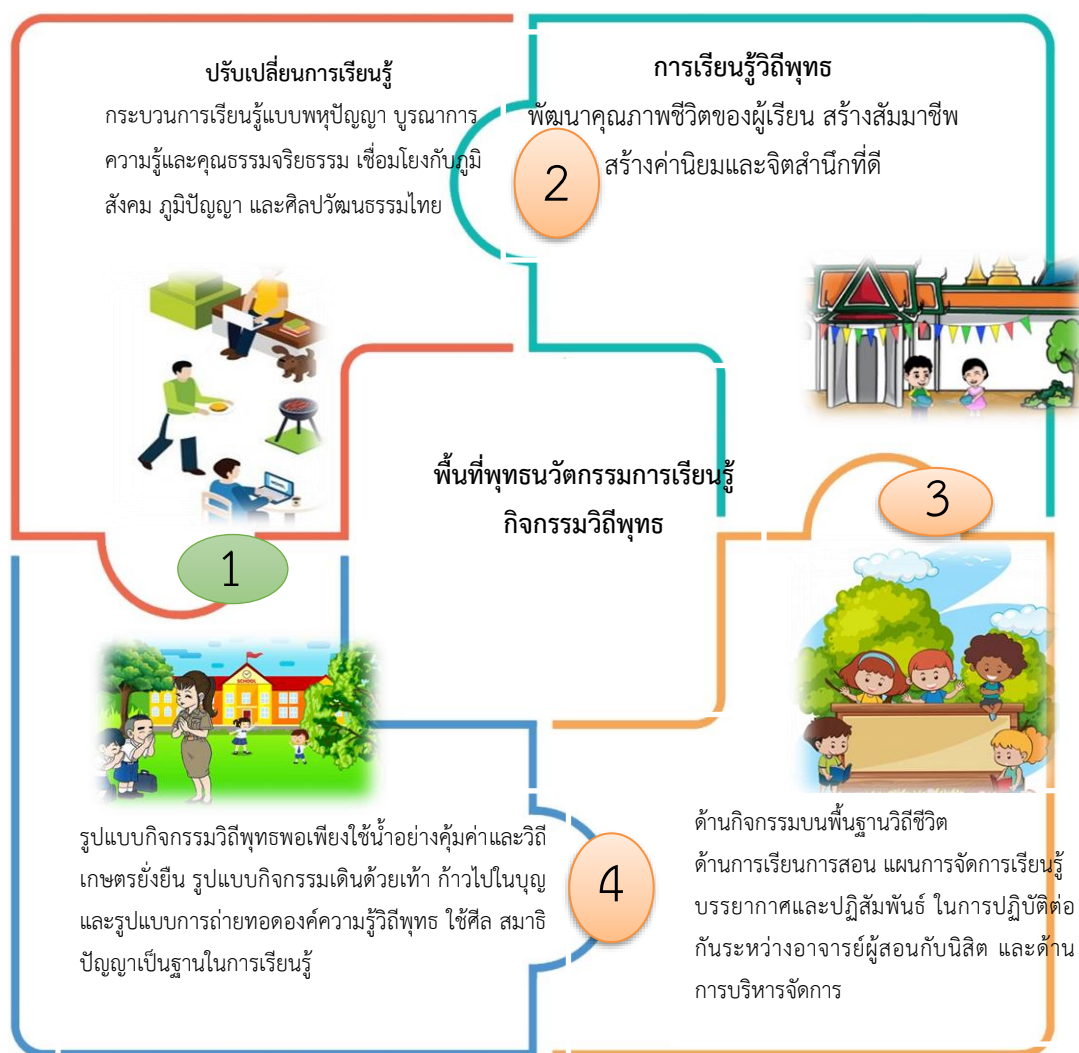 ปรับเปลี่ยนการเรียนรู้
กระบวนการเรียนรู้แบบพหุปัญญา บูรณาการ
ความรู้และคุณธรรมจริยธรรม เชื่อมโยงกับภูมิ
สังคม ภูมิปัญญา และศิลปวัฒนธรรมไทย
การเรียนรู้วิถีพุทธ
พัฒนาคุณภาพชีวิตของผู้เรียน สร้างสัมมาชีพ
สร้างค่านิยมและจิตสำนึกที่ดี
2
พื้นที่พุทธนวัตกรรมการเรียนรู้
กิจกรรมวิถีพุทธ
3
1
SCHOOL
รูปแบบกิจกรรมวิถีพุทธพอเพียงใช้น้ำอย่างคุ้มค่าและวิถี
เกษตรยั่งยืน รูปแบบกิจกรรมเดินด้วยเท้า ก้าวไปในบุญ
และรูปแบบการถ่ายทอดองค์ความรู้วิถีพุทธ ใช้ศีล สมาธิ
ปัญญาเป็นฐานในการเรียนรู้
4
ด้านกิจกรรมบนพื้นฐานวิถีชีวิต
ด้านการเรียนการสอน แผนการจัดการเรียนรู้
บรรยากาศและปฏิสัมพันธ์ ในการปฏิบัติต่อ
กันระหว่างอาจารย์ผู้สอนกับนิสิต และด้าน
การบริหารจัดการ